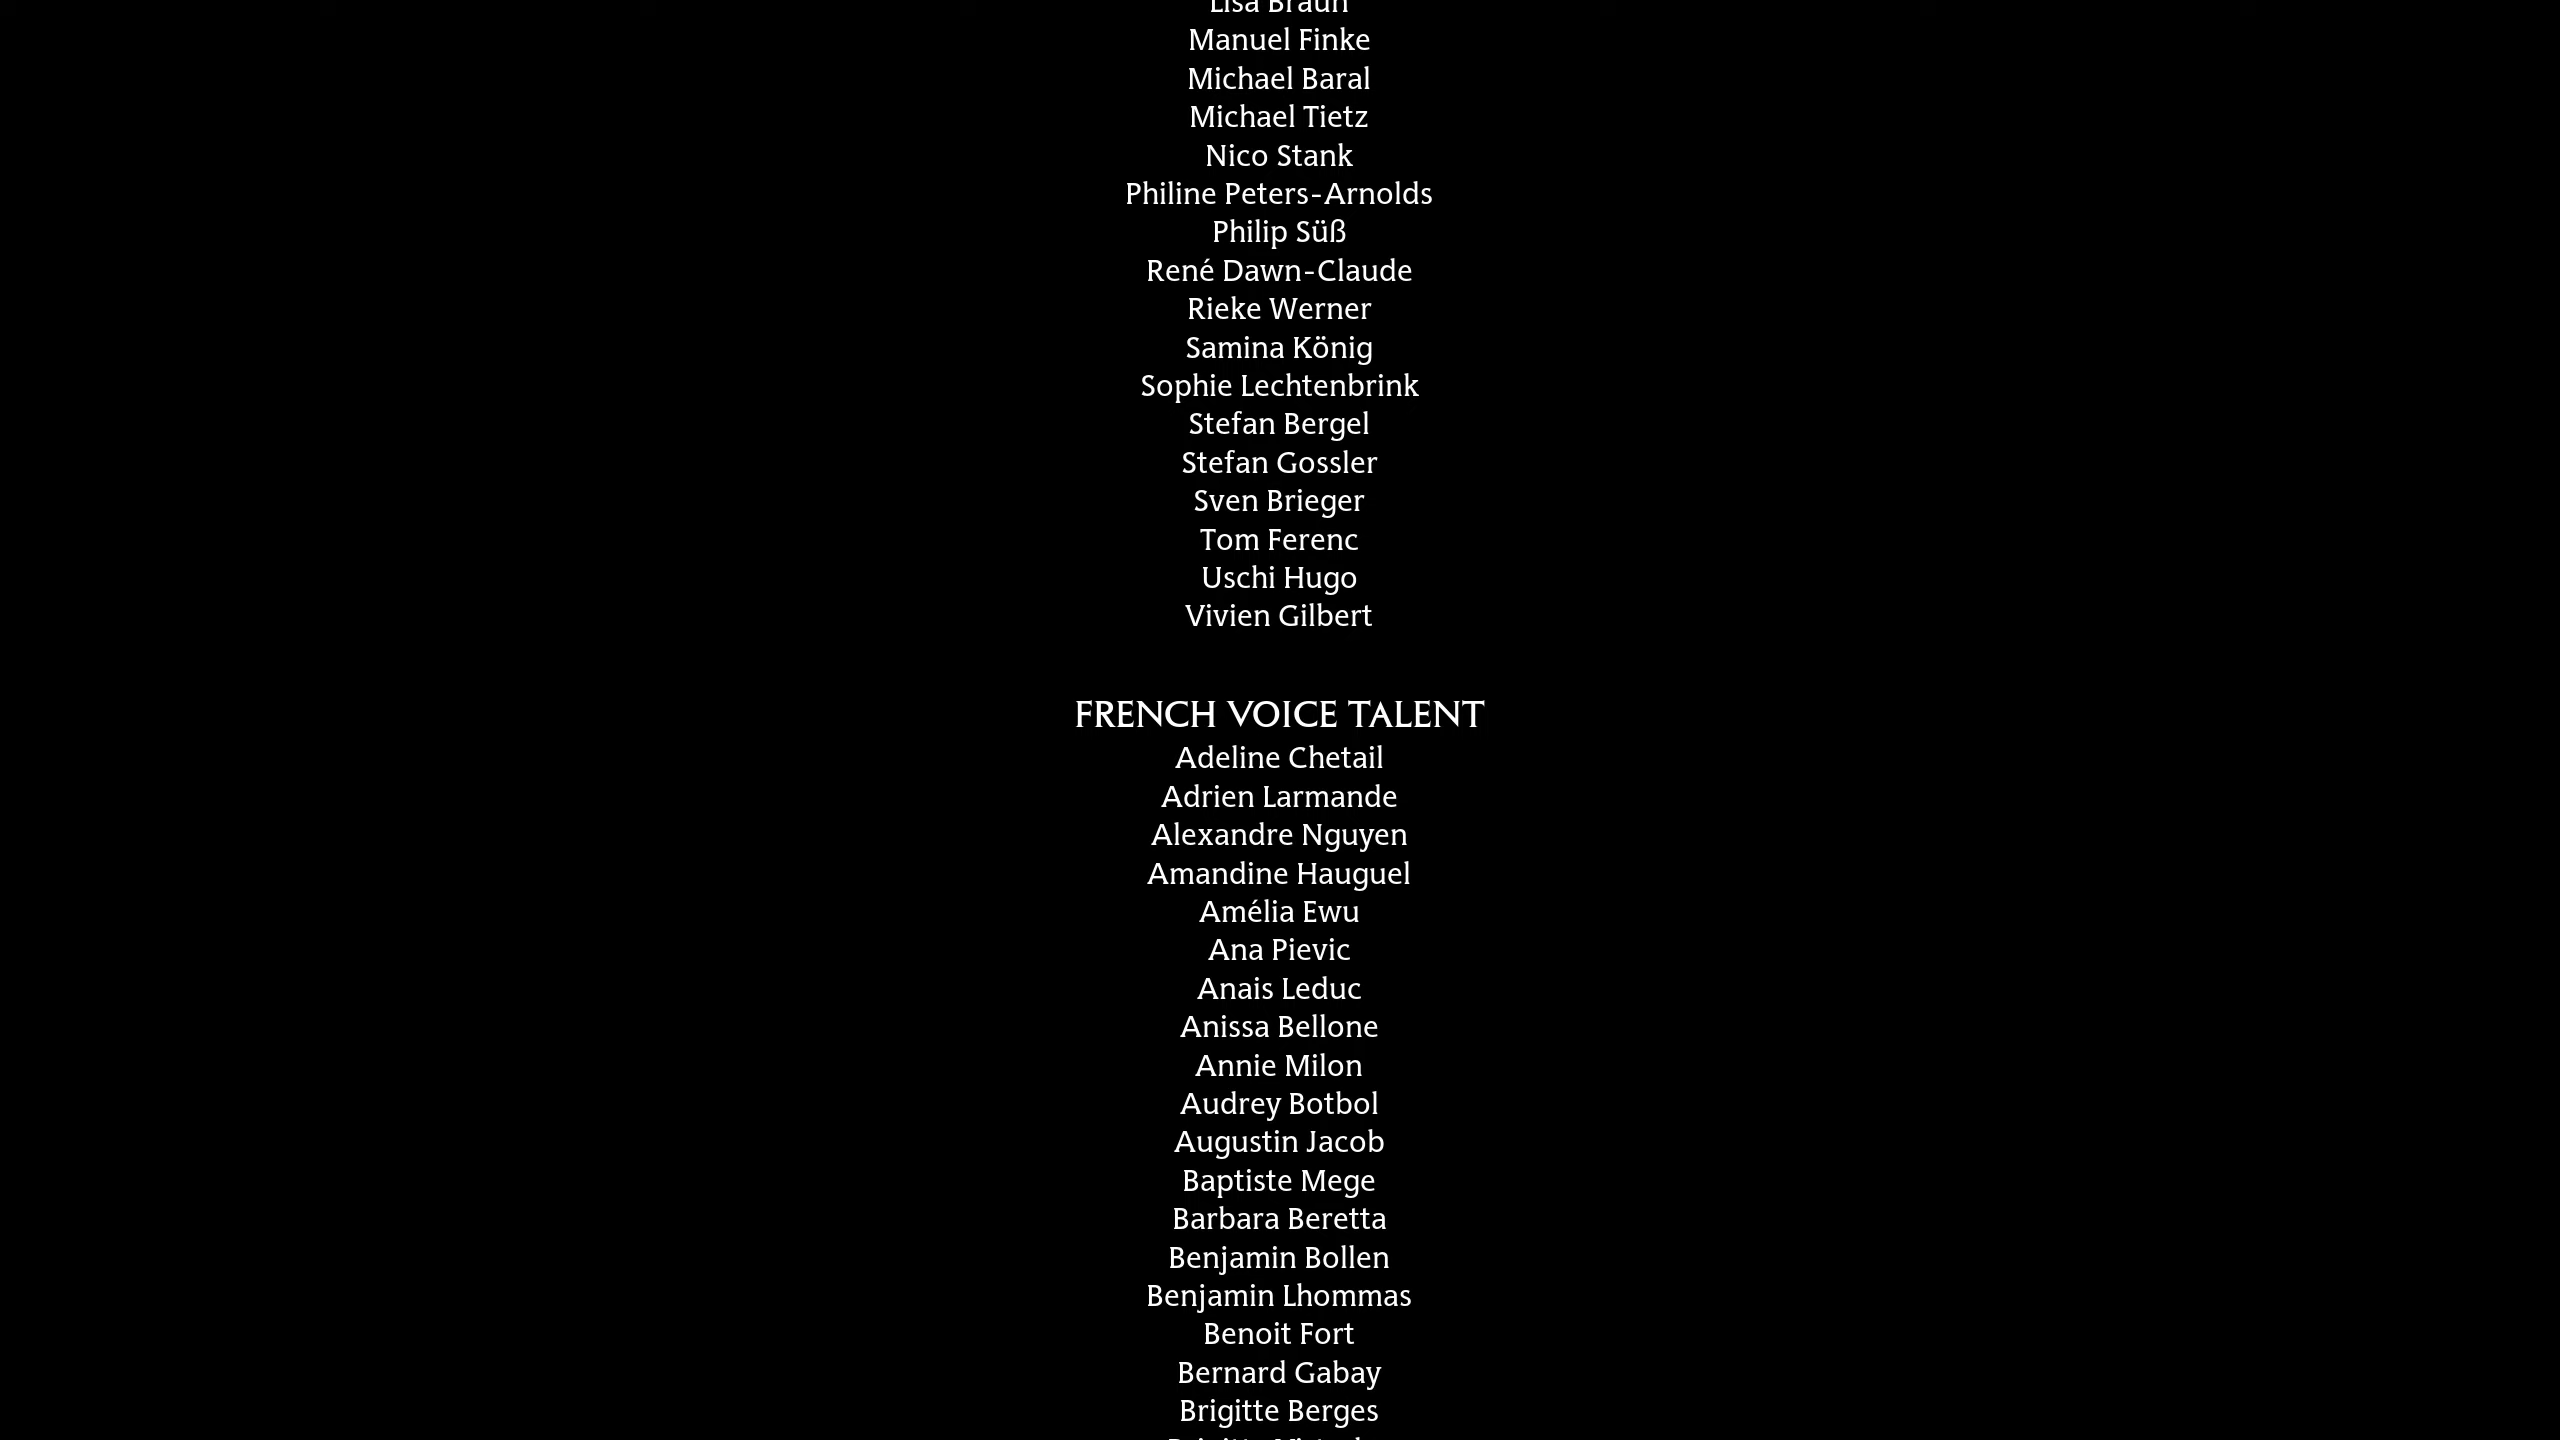 Lisa Braun
Manuel Finke
Michael Baral
Michael Tietz
Nico Stank
Philine Peters-Arnolds
Philip Süß
René Dawn-Claude
Rieke Werner
Samina König
Sophie Lechtenbrink
Stefan Bergel
Stefan Gossler
Sven Brieger
Tom Ferenc
Uschi Hugo
Vivien Gilbert
FRENCH VOICE TALENT
Adeline Chetail
Adrien Larmande
Alexandre Nguyen
Amandine Hauguel
Amélia Ewu
Ana Pievic
Anais Leduc
Anissa Bellone
Annie Milon
Audrey Botbol
Augustin Jacob
Baptiste Mege
Barbara Beretta
Benjamin Bollen
Benjamin Lhommas
Benoit Fort
Bernard Gabay
Brigitte Berges